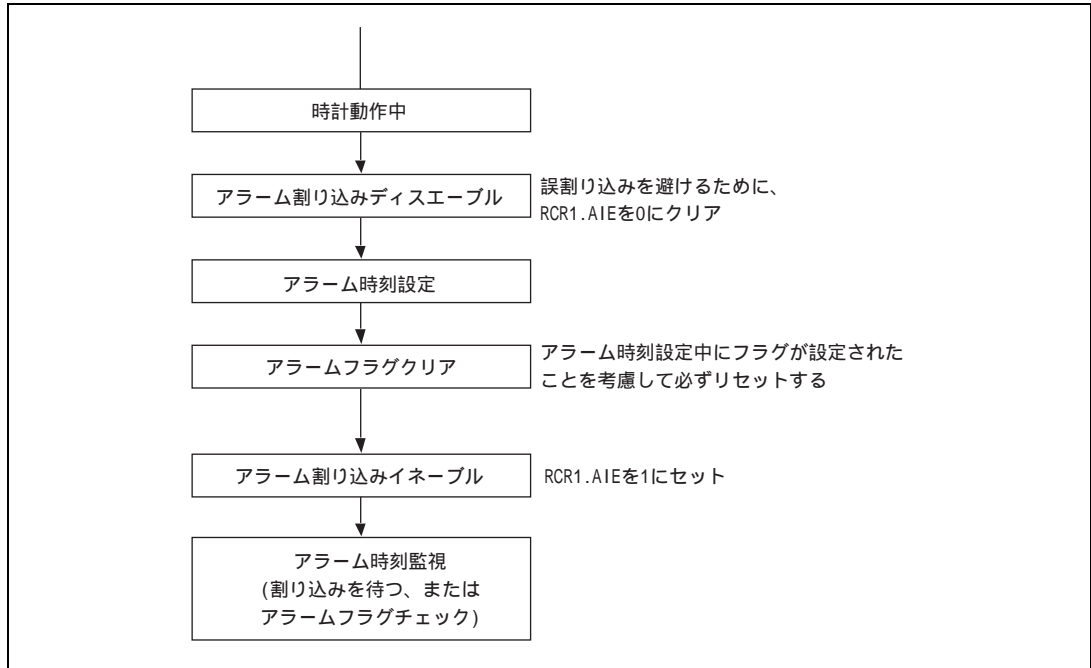 時計動作中
アラーム割り込みディスエーブル
誤割り込みを避けるために、
RCR1.AIEを0にクリア
アラーム時刻設定
アラームフラグクリア
アラーム時刻設定中にフラグが設定された
ことを考慮して必ずリセットする
アラーム割り込みイネーブル
RCR1.AIEを1にセット
アラーム時刻監視
(割り込みを待つ、または
アラームフラグチェック)